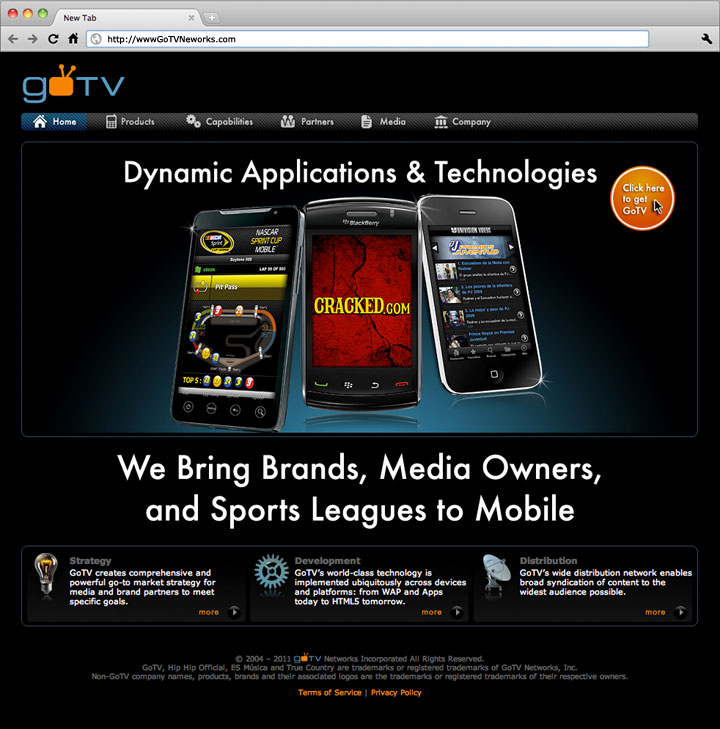 New Tab
http://wwwGoTVNeworks.com
goTV
Home Products Capabilities Partners Media Company
Dynamic Applications & Technologies
Click here
to get
GoTV
NASCAR
SPRINT CUP
MOBILE
Sprint
Daytona 500
GREEN LAP 59 OF 500
Pit Pass
TOP 5:
BlackBerry
CRACKED.COM
UNIVISION VIDEOS
PREMIOS
JUVENTUD
We Bring Brands, Media Owners,
and Sports Leagues to Mobile
Strategy
GoTV creates comprehensive and
powerful go-to market strategy for
media and brand partners to meet
specific goals.
more
Development
GoTV's world-class technology is
implemented ubiquitously across devices
and platforms: from WAP and Apps
today to HTML5 tomorrow.
more
Distribution
GoTV's wide distribution network enables
broad syndication of content to the
widest audience possible.
more
© 2004 - 2011 goTV Networks Incorporated All Rights Reserved.
GoTV, Hip Hip Official, ES Música and True Country are trademarks or registered trademarks of GoTV Networks, Inc.
Non-GoTV company names, products, brands and their associated logos are the trademarks or registered trademarks of their respective owners.
Terms of Service | Privacy Policy